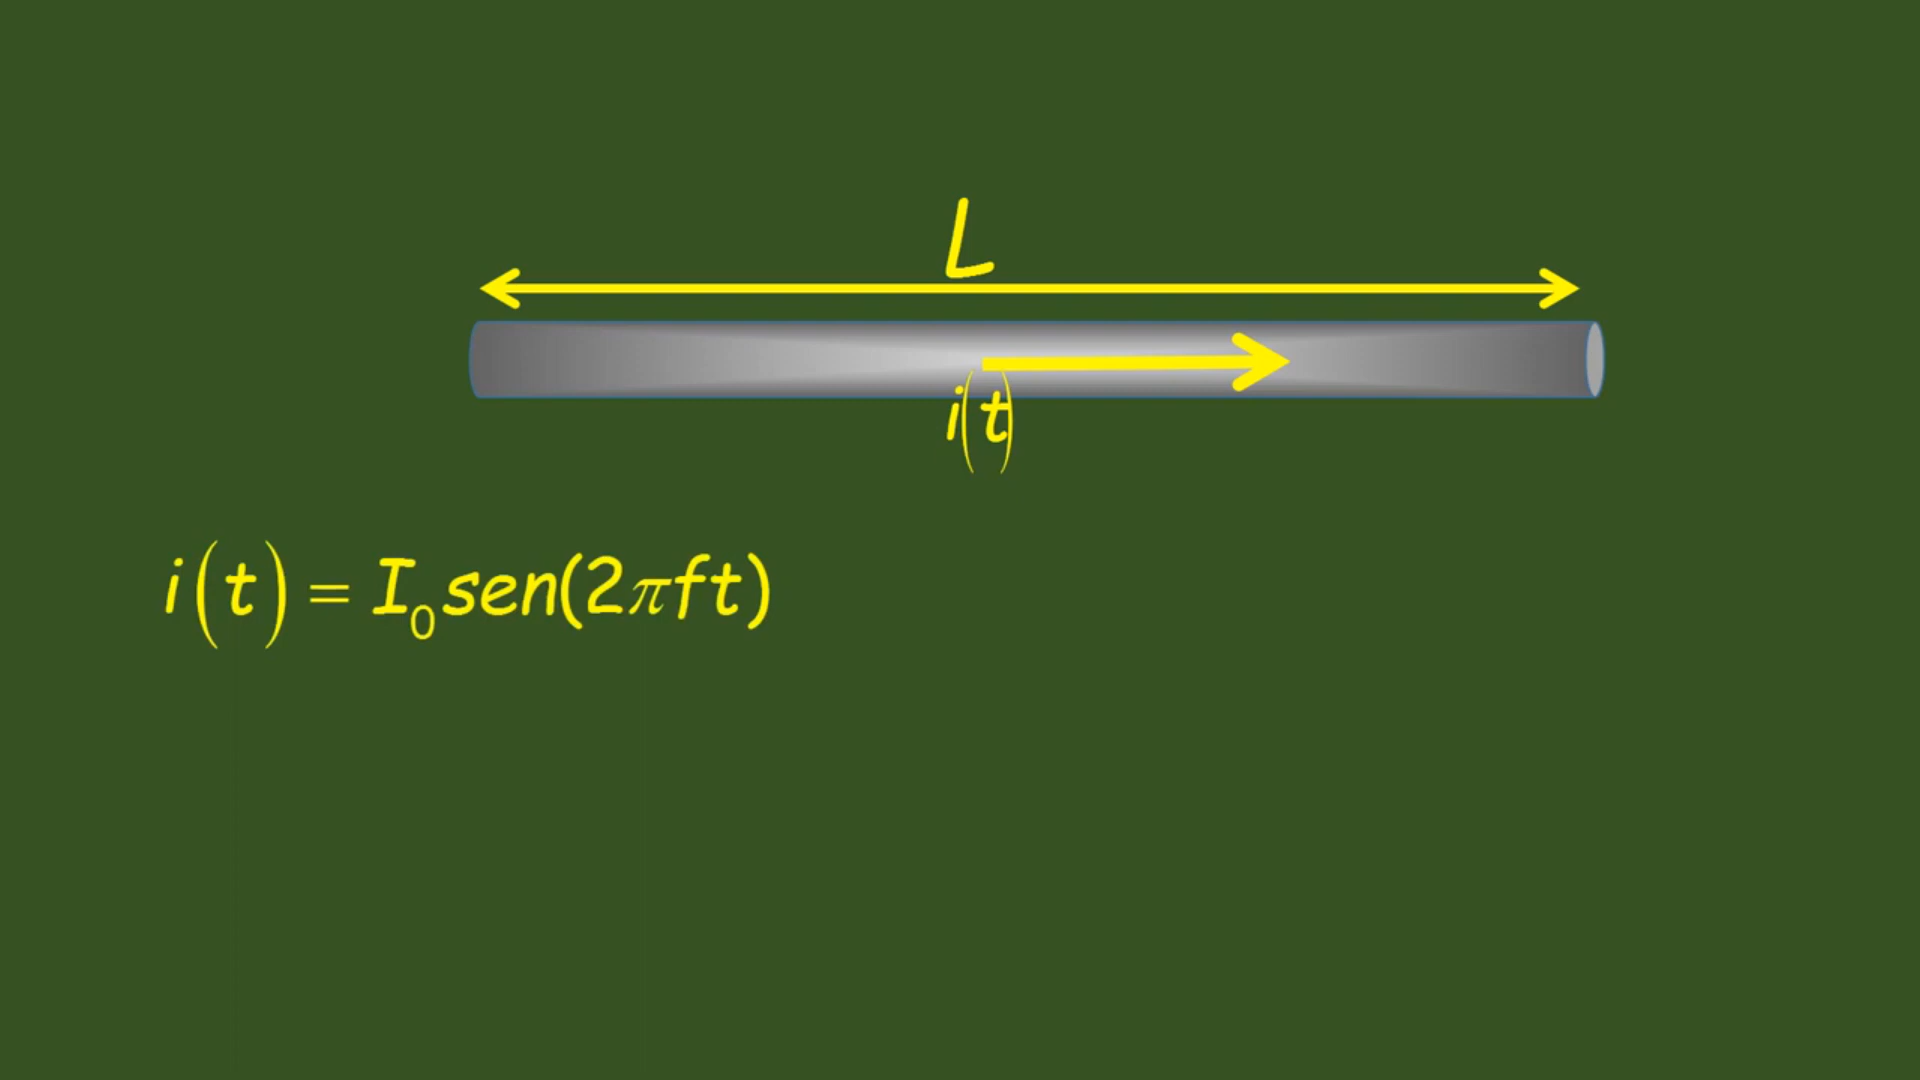 L
i(t)
i(t) = I₀sen(2πft)